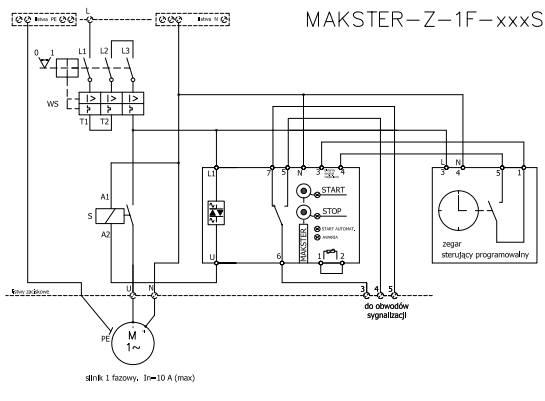 MAKSTER-Z-1F-xxxS
L
listwa PE
listwa N
0 1
L1 L2 L3
I> I> I>
WS
T1 T2
L1 7 5 N 3 4
L N
3 4 5 1
START
STOP
START AUTOMAT.
AWARIA
MAKSTER
A1
S
A2
U 6 1 2
zegar
sterujący programowalny
listwy zaciskowe
U N 3 4 5
do obwodów
sygnalizacji
PE
M
1~
silnik 1 fazowy. In=10 A (max)